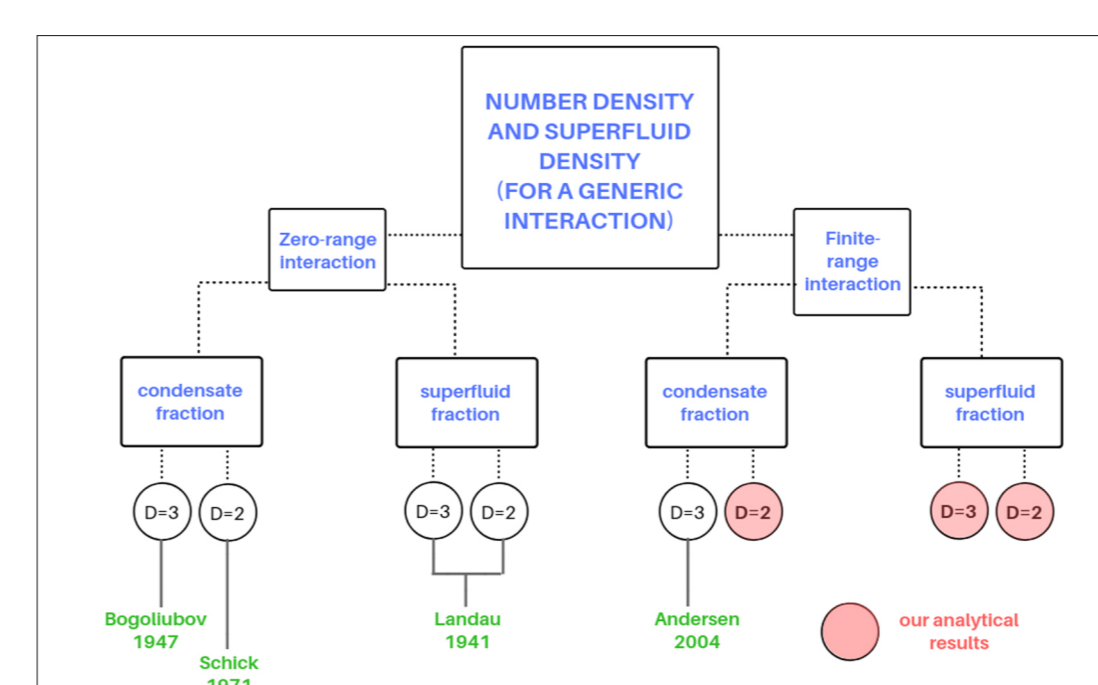 NUMBER DENSITY
AND SUPERFLUID
DENSITY
(FOR A GENERIC
INTERACTION)
Zero-range
interaction
Finite-
range
interaction
condensate
fraction
superfluid
fraction
condensate
fraction
superfluid
fraction
D=3
D=2
D=3
D=2
D=3
D=2
D=3
D=2
Bogoliubov
1947
Schick
1971
Landau
1941
Andersen
2004
our analytical
results